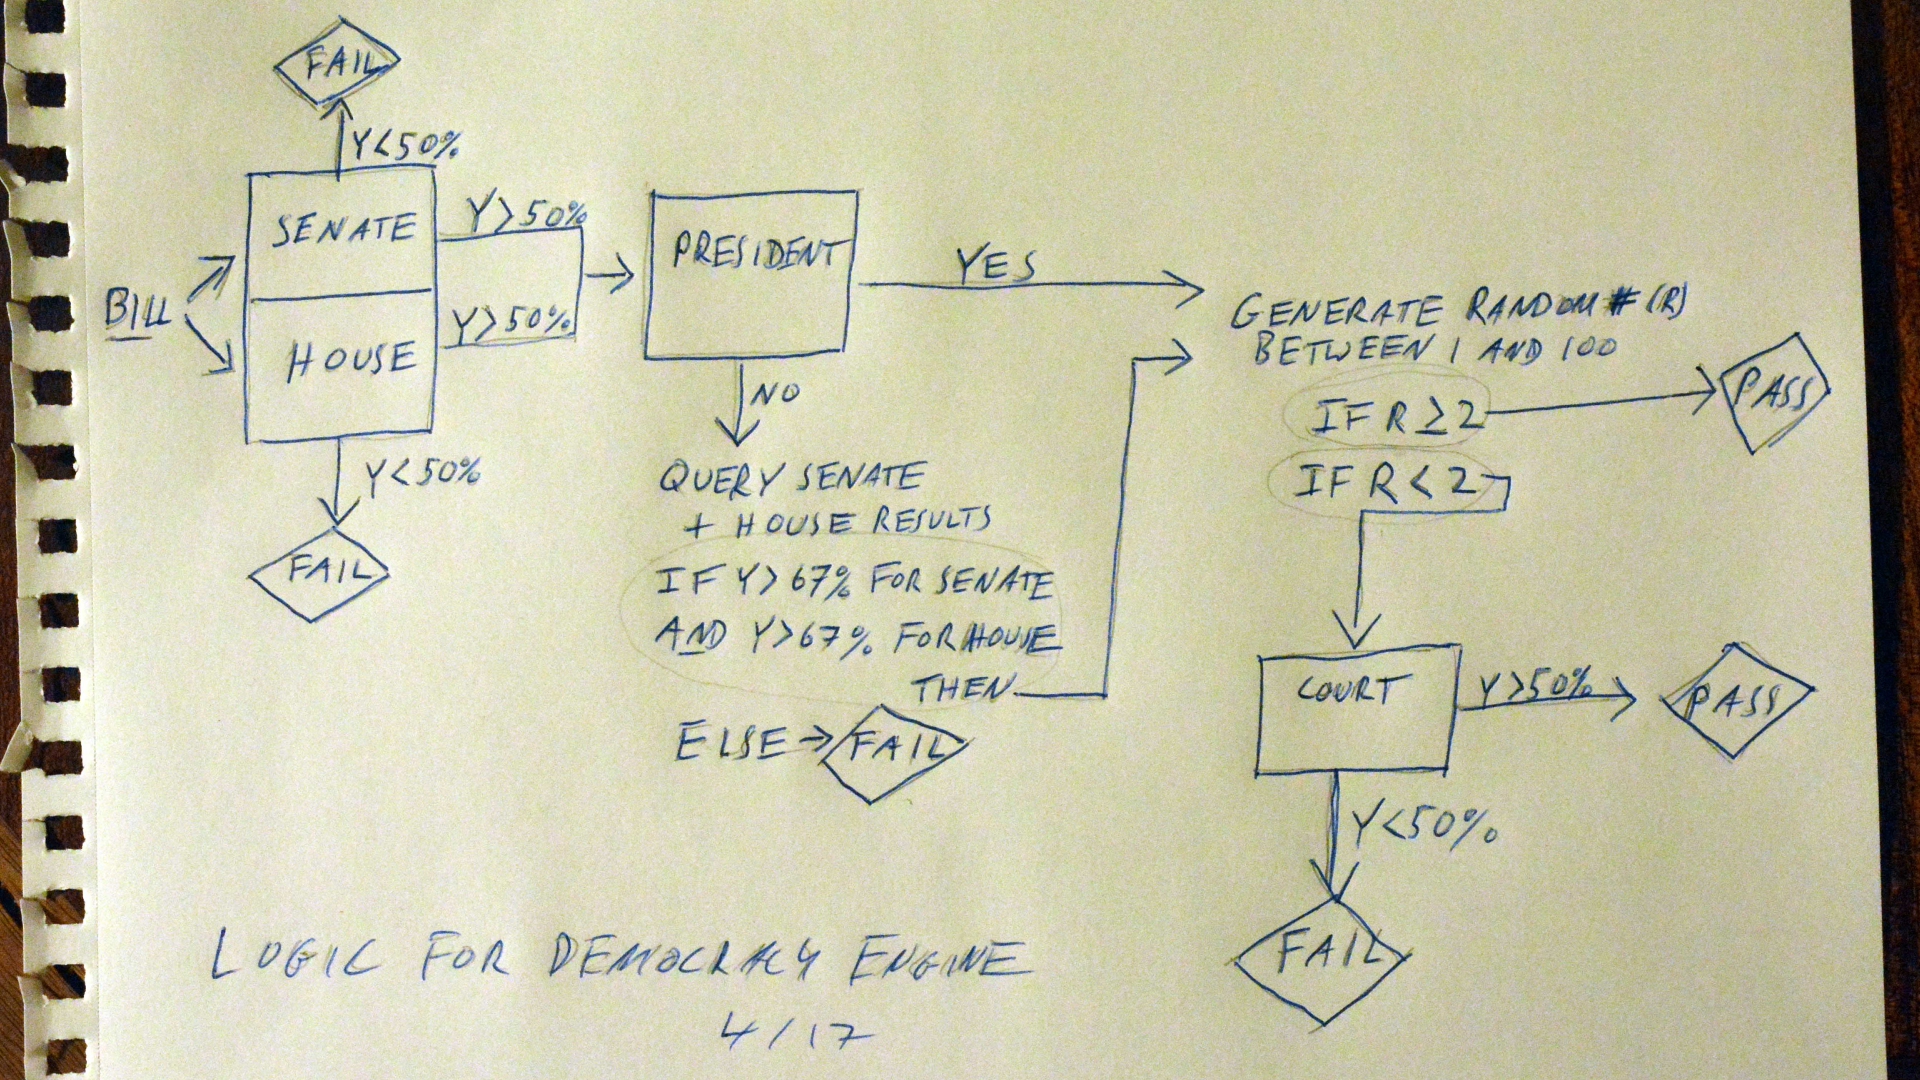 FAIL
Y<50%
SENATE
Y>50%
BILL
HOUSE
Y>50%
Y<50%
FAIL
PRESIDENT
YES
NO
QUERY SENATE
+ HOUSE RESULTS
IF Y>67% FOR SENATE
AND Y>67% FOR HOUSE
THEN
ELSE → FAIL
GENERATE RANDOM # (R)
BETWEEN 1 AND 100
IF R ≥ 2
PASS
IF R < 2
COURT
Y>50%
PASS
Y<50%
FAIL
LOGIC FOR DEMOCRACY ENGINE
4/17